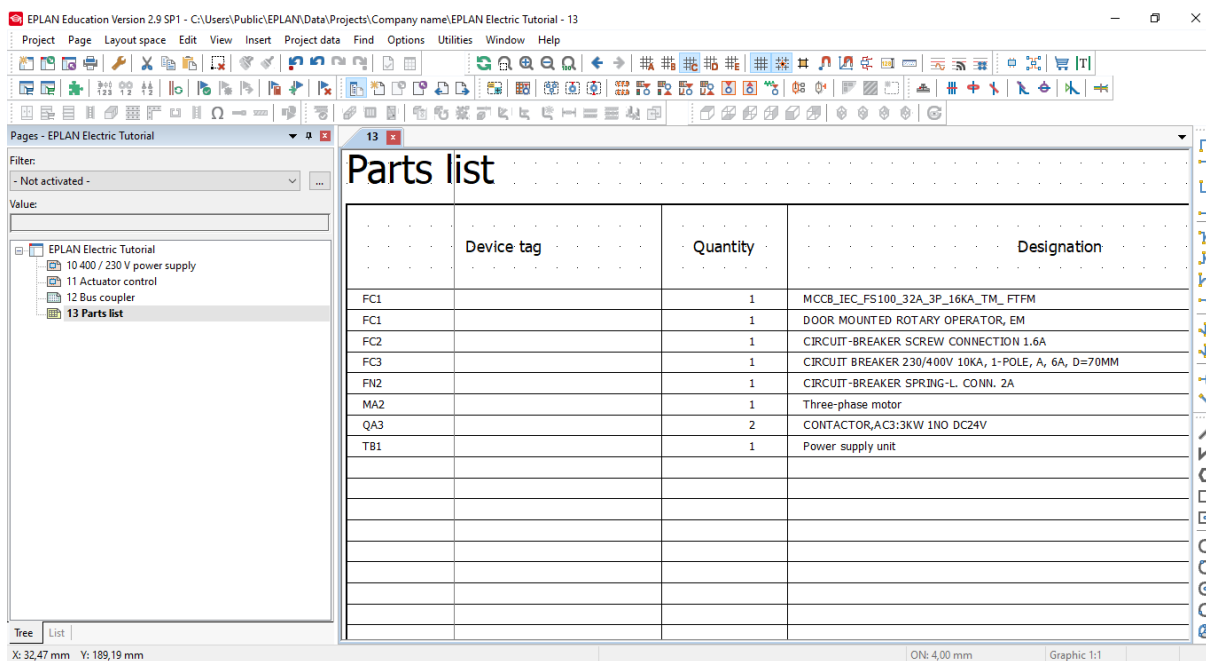 EPLAN Education Version 2.9 SP1 - C:\Users\Public\EPLAN\Data\Projects\Company name\EPLAN Electric Tutorial - 13
Project Page Layout space Edit View Insert Project data Find Options Utilities Window Help
Pages - EPLAN Electric Tutorial
13
Filter:
- Not activated -
...
Value:
EPLAN Electric Tutorial
10 400 / 230 V power supply
11 Actuator control
12 Bus coupler
13 Parts list
Tree List
Parts list
Device tag Quantity Designation
FC1 1 MCCB_IEC_FS100_32A_3P_16KA_TM_ FTFM
FC1 1 DOOR MOUNTED ROTARY OPERATOR, EM
FC2 1 CIRCUIT-BREAKER SCREW CONNECTION 1.6A
FC3 1 CIRCUIT BREAKER 230/400V 10KA, 1-POLE, A, 6A, D=70MM
FN2 1 CIRCUIT-BREAKER SPRING-L. CONN. 2A
MA2 1 Three-phase motor
QA3 2 CONTACTOR,AC3:3KW 1NO DC24V
TB1 1 Power supply unit
X: 32,47 mm Y: 189,19 mm ON: 4,00 mm Graphic 1:1